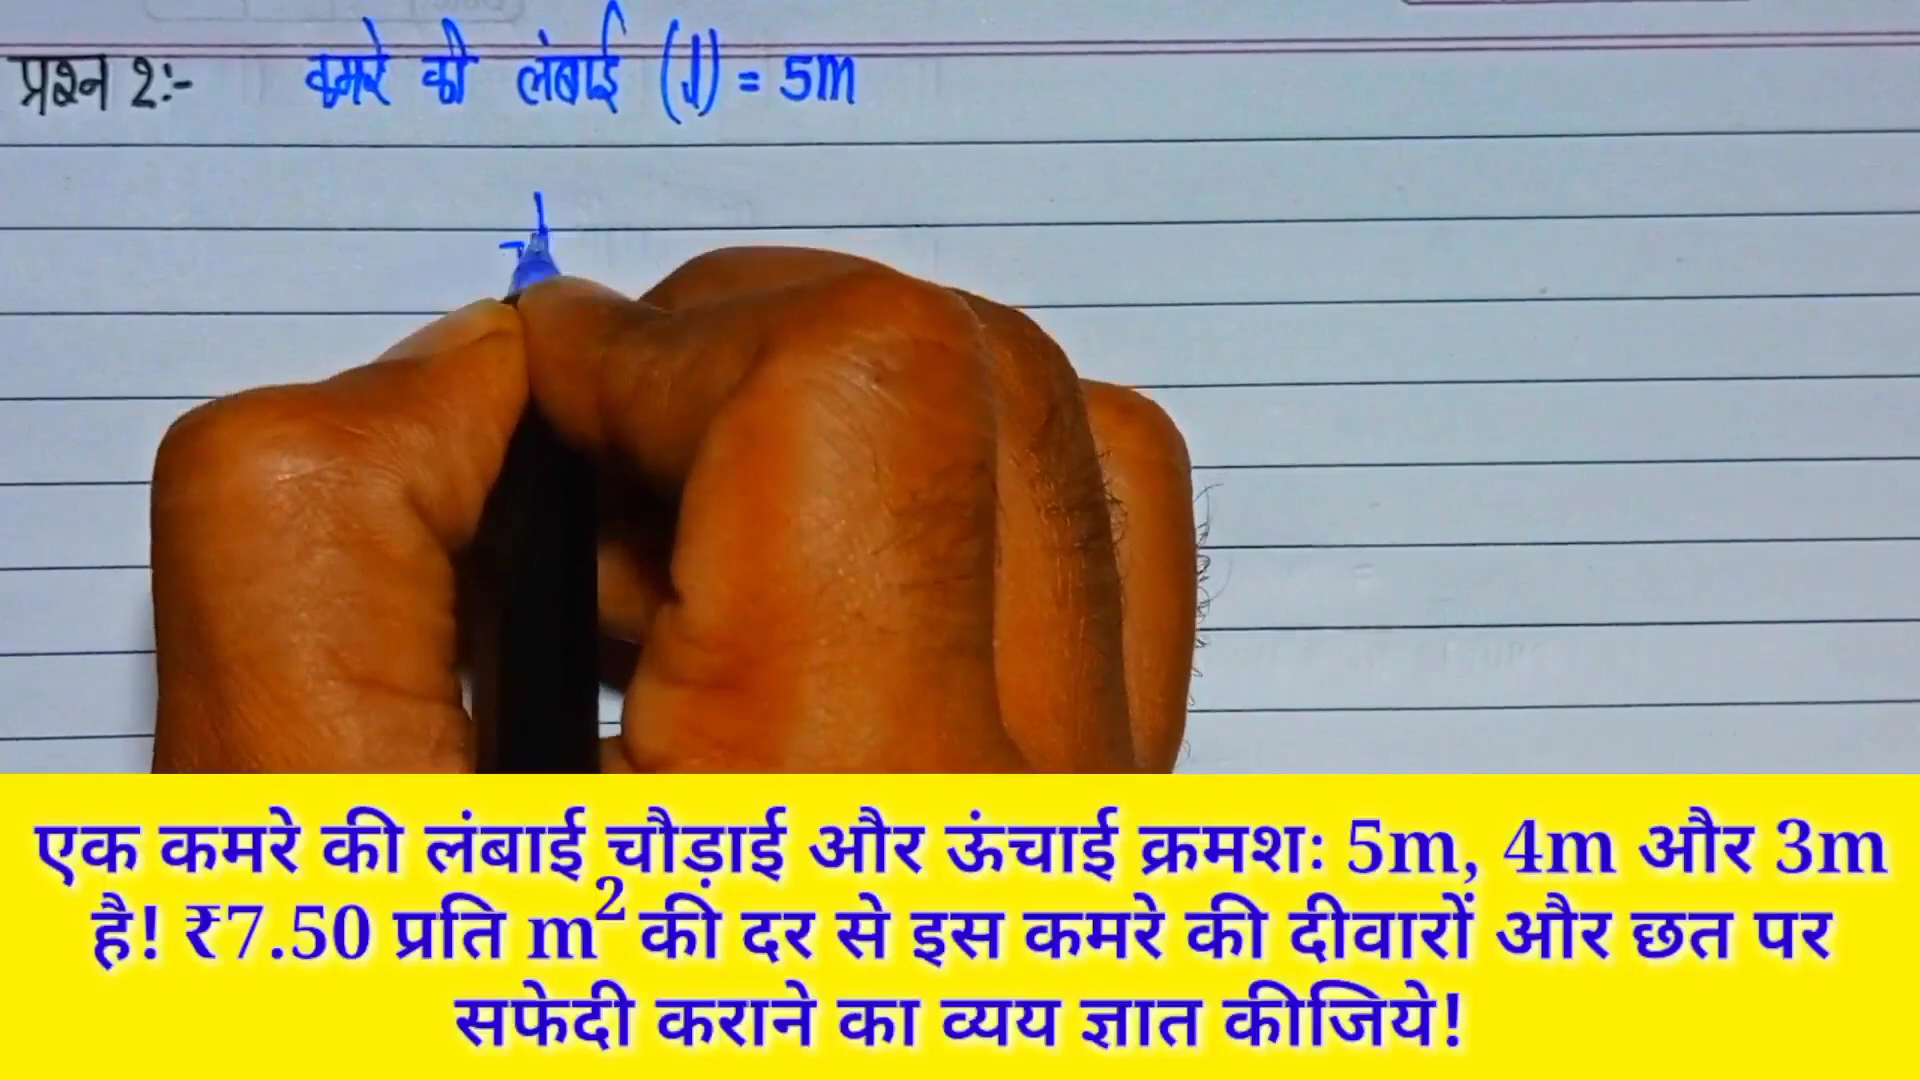 प्रश्न 2:- कमरे की लंबाई (l) = 5m
एक कमरे की लंबाई चौड़ाई और ऊंचाई क्रमशः 5m, 4m और 3m
है! ₹7.50 प्रति m² की दर से इस कमरे की दीवारों और छत पर
सफेदी कराने का व्यय ज्ञात कीजिये!